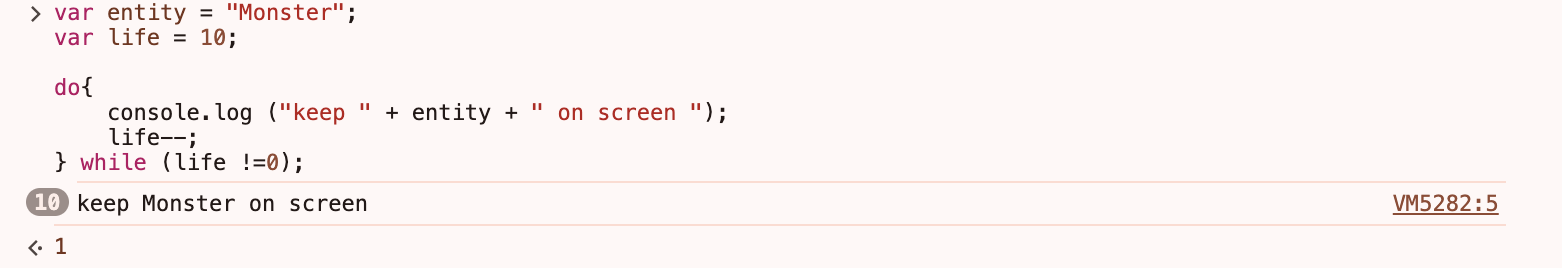 > var entity = "Monster";
var life = 10;
do{
console.log ("keep " + entity + " on screen ");
life--;
} while (life !=0);
10 keep Monster on screen VM5282:5
1